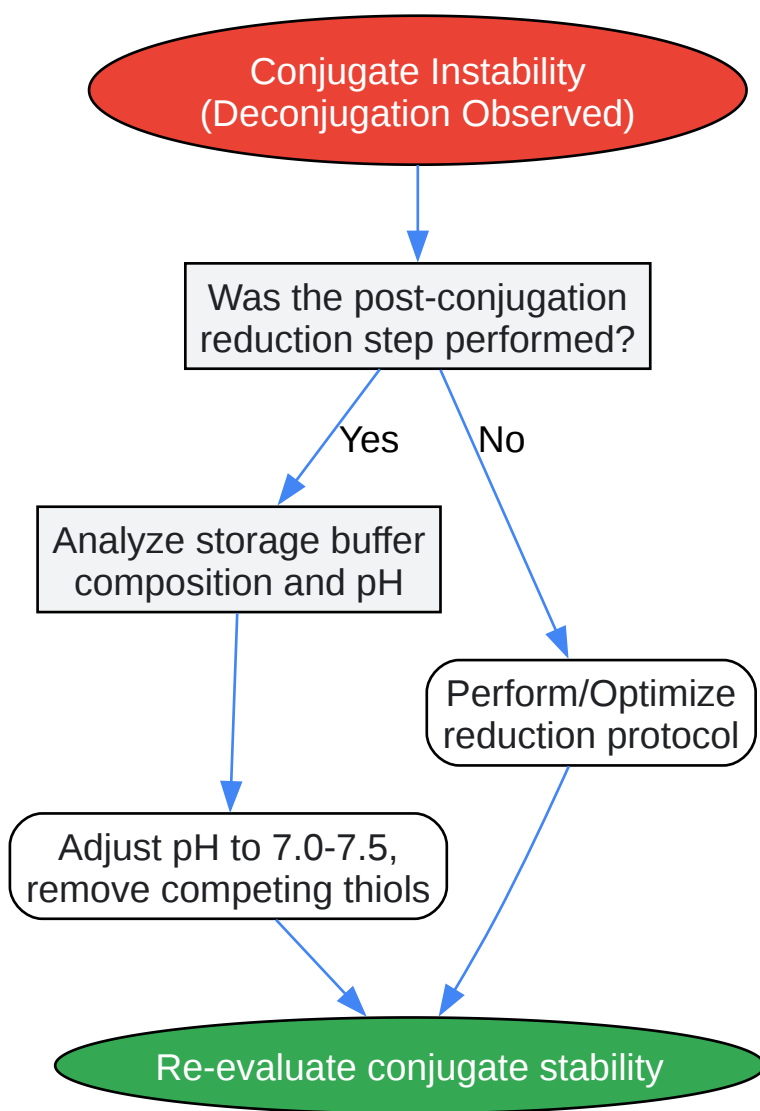 Conjugate Instability
(Deconjugation Observed)
Was the post-conjugation
reduction step performed?
Yes
No
Analyze storage buffer
composition and pH
Perform/Optimize
reduction protocol
Adjust pH to 7.0-7.5,
remove competing thiols
Re-evaluate conjugate stability